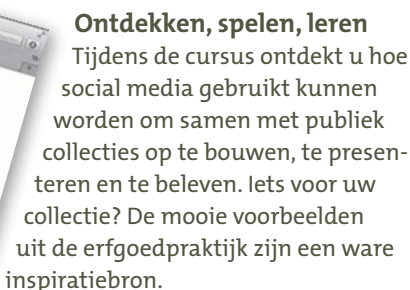 Ontdekken, spelen, leren
Tijdens de cursus ontdekt u hoe
social media gebruikt kunnen
worden om samen met publiek
collecties op te bouwen, te presen-
teren en te beleven. Iets voor uw
collectie? De mooie voorbeelden
uit de erfgoedpraktijk zijn een ware
inspiratiebron.